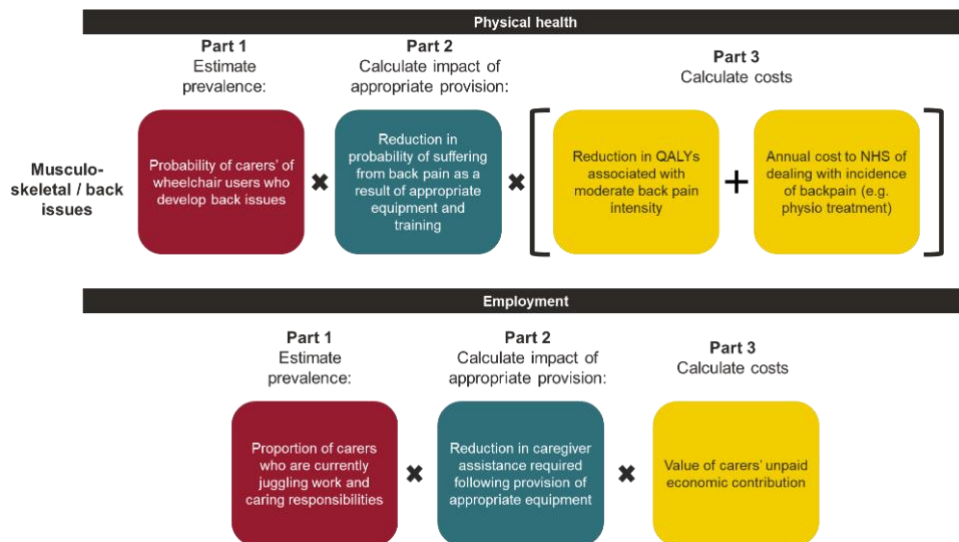 Physical health
Part 1
Estimate
prevalence:
Part 2
Calculate impact of
appropriate provision:
Part 3
Calculate costs
Musculo-
skeletal / back
issues
Probability of carers' of
wheelchair users who
develop back issues
✖
Reduction in
probability of suffering
from back pain as a
result of appropriate
equipment and
training
✖
[
Reduction in QALYs
associated with
moderate back pain
intensity
+
Annual cost to NHS of
dealing with incidence
of backpain (e.g.
physio treatment)
]
Employment
Part 1
Estimate
prevalence:
Part 2
Calculate impact of
appropriate provision:
Part 3
Calculate costs
Proportion of carers
who are currently
juggling work and
caring responsibilities
✖
Reduction in caregiver
assistance required
following provision of
appropriate equipment
✖
Value of carers' unpaid
economic contribution